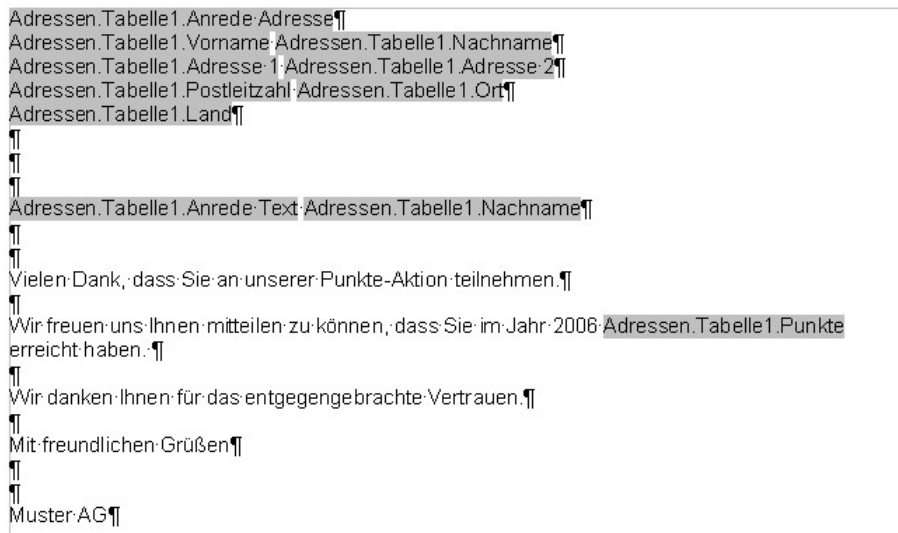 Adressen.Tabelle1.Anrede·Adresse¶
Adressen.Tabelle1.Vorname·Adressen.Tabelle1.Nachname¶
Adressen.Tabelle1.Adresse·1·Adressen.Tabelle1.Adresse·2¶
Adressen.Tabelle1.Postleitzahl·Adressen.Tabelle1.Ort¶
Adressen.Tabelle1.Land¶
¶
¶
¶
Adressen.Tabelle1.Anrede·Text·Adressen.Tabelle1.Nachname¶
¶
¶
Vielen·Dank,·dass·Sie·an·unserer·Punkte-Aktion·teilnehmen.¶
¶
Wir·freuen·uns·Ihnen·mitteilen·zu·können,·dass·Sie·im·Jahr·2006·Adressen.Tabelle1.Punkte
erreicht·haben.·¶
¶
Wir·danken·Ihnen·für·das·entgegengebrachte·Vertrauen.¶
¶
Mit·freundlichen·Grüßen¶
¶
¶
Muster·AG¶